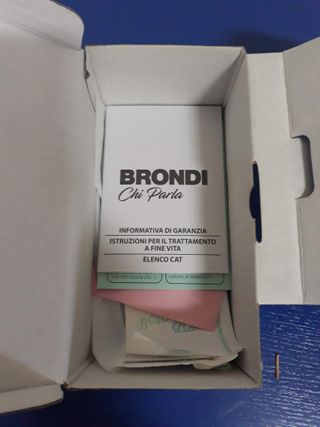 BRONDI
Chi Parla
INFORMATIVA DI GARANZIA
ISTRUZIONI PER IL TRATTAMENTO
A FINE VITA
ELENCO CAT